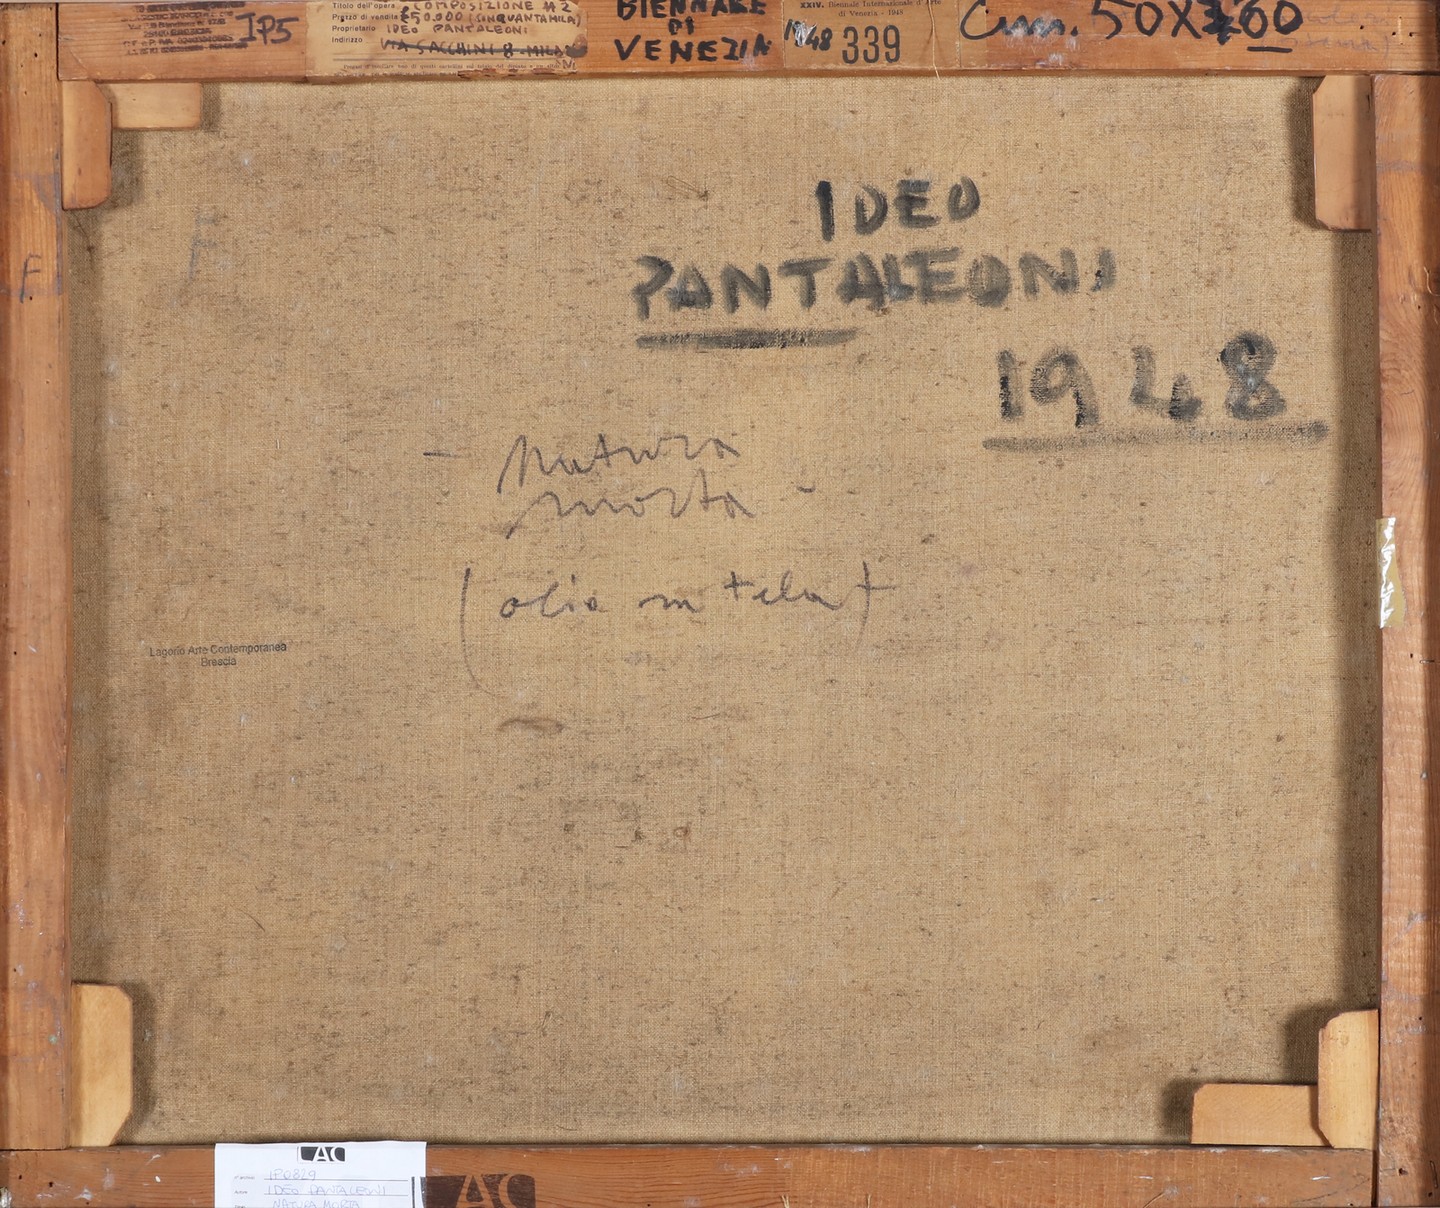 IP5
Titolo dell'opera COMPOSIZIONE # 2
Prezzo di vendita £50.000 (CINQUANTAMILA)
Proprietario IDEO PANTALEONI
Indirizzo VIA SACCHINI 8 - MILANO
BIENNALE
DI
VENEZIA
XXIV. Biennale Internazionale d'Arte
di Venezia - 1948
1948 339
Cm. 50X60
F
F
IDEO
PANTALEONI
1948
- Natura
morta -
(olio su tela)
Lagorio Arte Contemporanea
Brescia
LAC
IP0829
Autore IDEO PANTALEONI
NATURA MORTA
AC